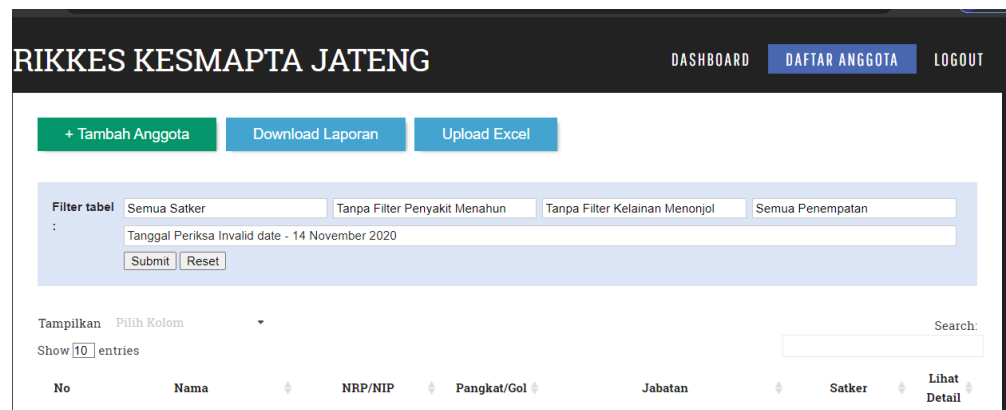 RIKKES KESMAPTA JATENG
DASHBOARD DAFTAR ANGGOTA LOGOUT
+ Tambah Anggota Download Laporan Upload Excel
Filter tabel : Semua Satker Tanpa Filter Penyakit Menahun Tanpa Filter Kelainan Menonjol Semua Penempatan
Tanggal Periksa Invalid date - 14 November 2020
Submit Reset
Tampilkan Pilih Kolom
Search:
Show 10 entries
No Nama NRP/NIP Pangkat/Gol Jabatan Satker Lihat Detail